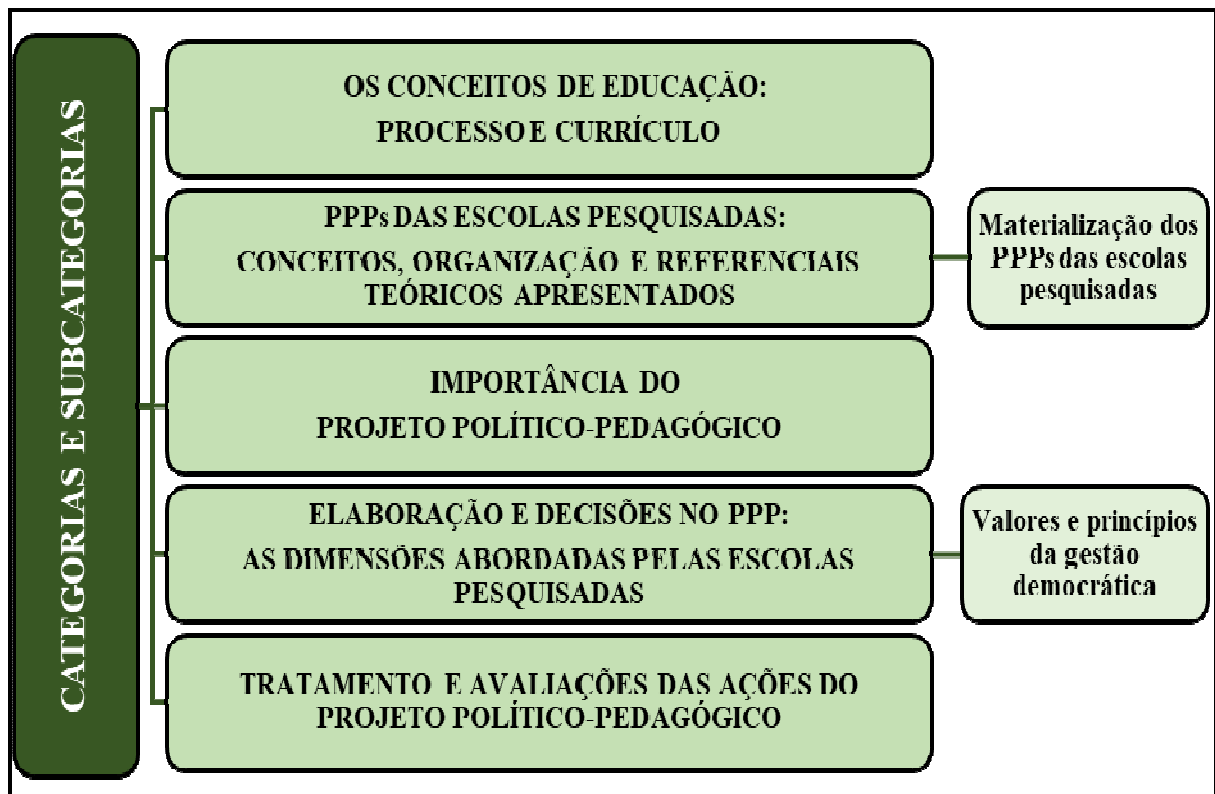 CATEGORIAS E SUBCATEGORIAS
OS CONCEITOS DE EDUCAÇÃO:
PROCESSO E CURRÍCULO
PPPs DAS ESCOLAS PESQUISADAS:
CONCEITOS, ORGANIZAÇÃO E REFERENCIAIS
TEÓRICOS APRESENTADOS
Materialização dos
PPPs das escolas
pesquisadas
IMPORTÂNCIA DO
PROJETO POLÍTICO-PEDAGÓGICO
ELABORAÇÃO E DECISÕES NO PPP:
AS DIMENSÕES ABORDADAS PELAS ESCOLAS
PESQUISADAS
Valores e princípios
da gestão
democrática
TRATAMENTO E AVALIAÇÕES DAS AÇÕES DO
PROJETO POLÍTICO-PEDAGÓGICO